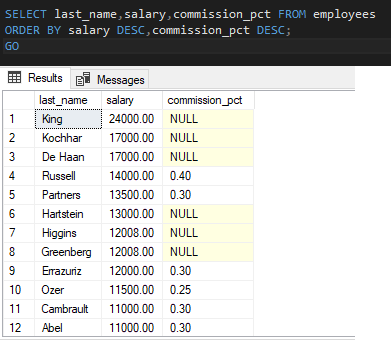 SELECT last_name,salary,commission_pct FROM employees
ORDER BY salary DESC,commission_pct DESC;
GO
Results Messages
last_name salary commission_pct
1 King 24000.00 NULL
2 Kochhar 17000.00 NULL
3 De Haan 17000.00 NULL
4 Russell 14000.00 0.40
5 Partners 13500.00 0.30
6 Hartstein 13000.00 NULL
7 Higgins 12008.00 NULL
8 Greenberg 12008.00 NULL
9 Errazuriz 12000.00 0.30
10 Ozer 11500.00 0.25
11 Cambrault 11000.00 0.30
12 Abel 11000.00 0.30